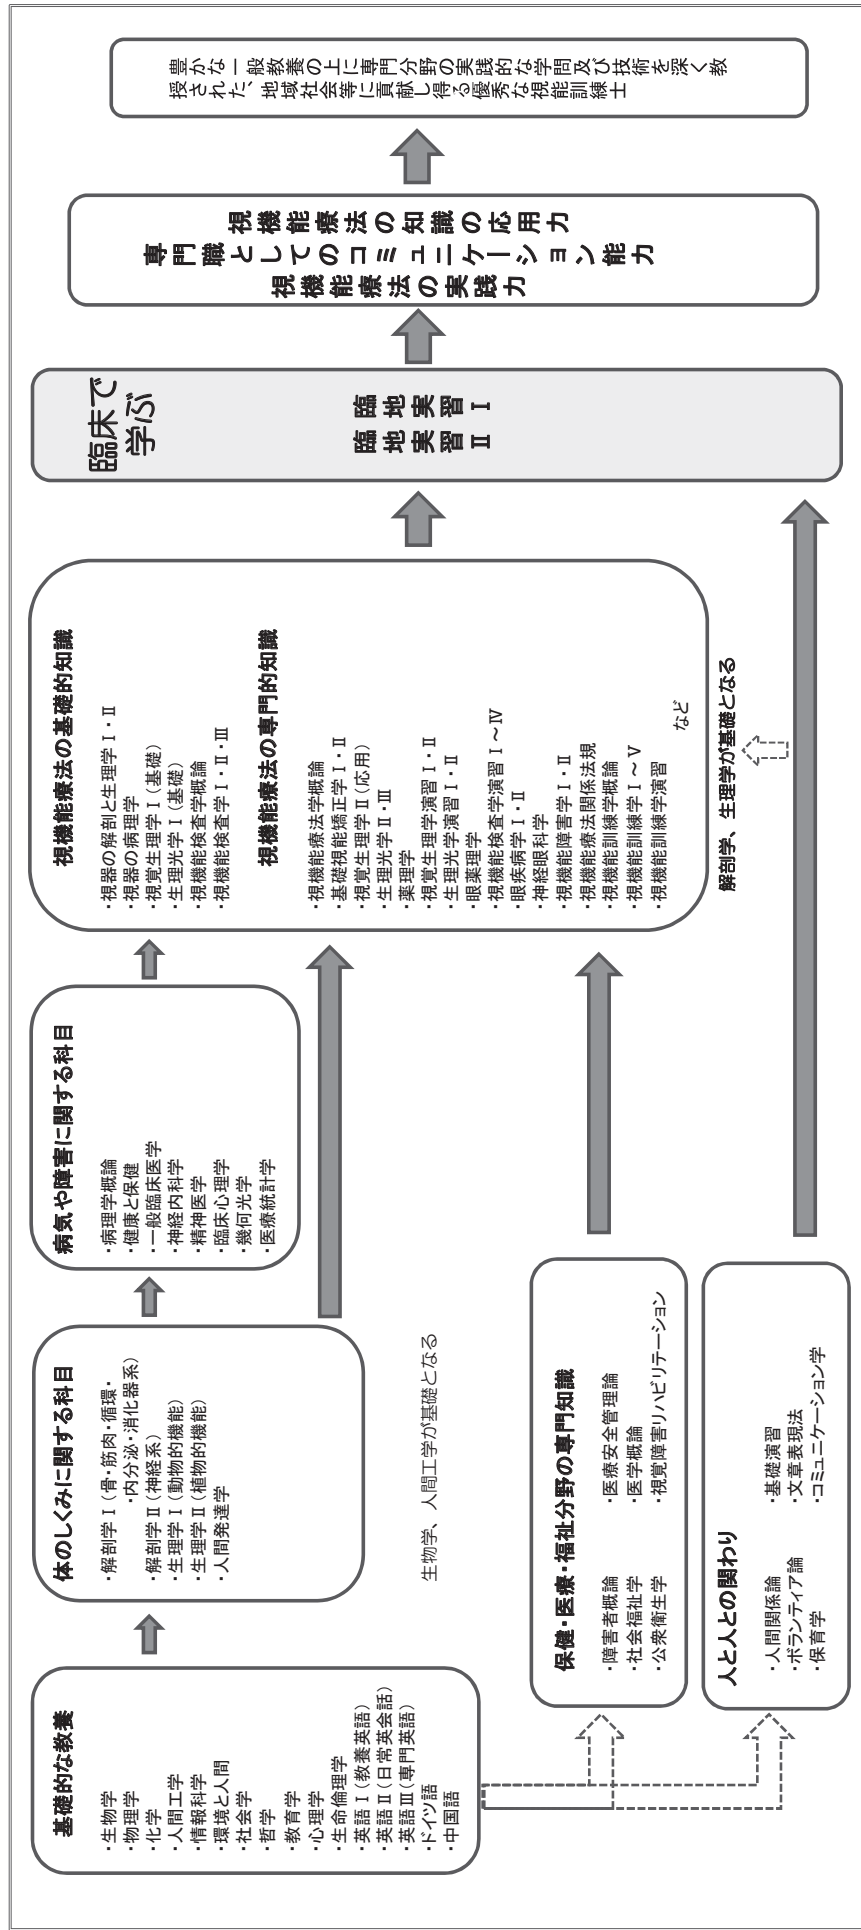 基礎的な教養
・生物学
・物理学
・化学
・人間工学
・情報科学
・環境と人間
・社会学
・哲学
・教育学
・心理学
・生命倫理学
・英語Ⅰ(教養英語)
・英語Ⅱ(日常英会話)
・英語Ⅲ(専門英語)
・ドイツ語
・中国語
体のしくみに関する科目
・解剖学Ⅰ(骨・筋肉・循環・
・内分泌・消化器系)
・解剖学Ⅱ(神経系)
・生理学Ⅰ(動物的機能)
・生理学Ⅱ(植物的機能)
・人間発達学
生物学、人間工学が基礎となる
病気や障害に関する科目
・病理学概論
・健康と保健
・一般臨床医学
・神経内科学
・精神医学
・臨床心理学
・幾何光学
・医療統計学
保健・医療・福祉分野の専門知識
・障害者概論
・社会福祉学
・公衆衛生学
・医療安全管理論
・医学概論
・視覚障害リハビリテーション
人と人との関わり
・人間関係論
・ボランティア論
・保育学
・基礎演習
・文章表現法
・コミュニケーション学
視機能療法の基礎的知識
・視器の解剖と生理学Ⅰ・Ⅱ
・視器の病理学
・視覚生理学Ⅰ(基礎)
・生理光学Ⅰ(基礎)
・視機能検査学概論
・視機能検査学Ⅰ・Ⅱ・Ⅲ
視機能療法の専門的知識
・視機能療法学概論
・基礎視能矯正学Ⅰ・Ⅱ
・視覚生理学Ⅱ(応用)
・生理光学Ⅱ・Ⅲ
・薬理学
・視覚生理学演習Ⅰ・Ⅱ
・生理光学演習Ⅰ・Ⅱ
・眼薬理学
・視機能検査学演習Ⅰ～Ⅳ
・眼疾病学Ⅰ・Ⅱ
・神経眼科学
・視機能障害学Ⅰ・Ⅱ
・視機能療法関係法規
・視機能訓練学概論
・視機能訓練学Ⅰ～Ⅴ
・視機能訓練学演習
など
解剖学、生理学が基礎となる
臨床で
学ぶ
臨地実習Ⅰ
臨地実習Ⅱ
視機能療法の知識の応用力
専門職としてのコミュニケーション能力
視機能療法の実践力
豊かな一般教養の上に専門分野の実践的な学問及び技術を深く教
授された、地域社会等に貢献し得る優秀な視能訓練士